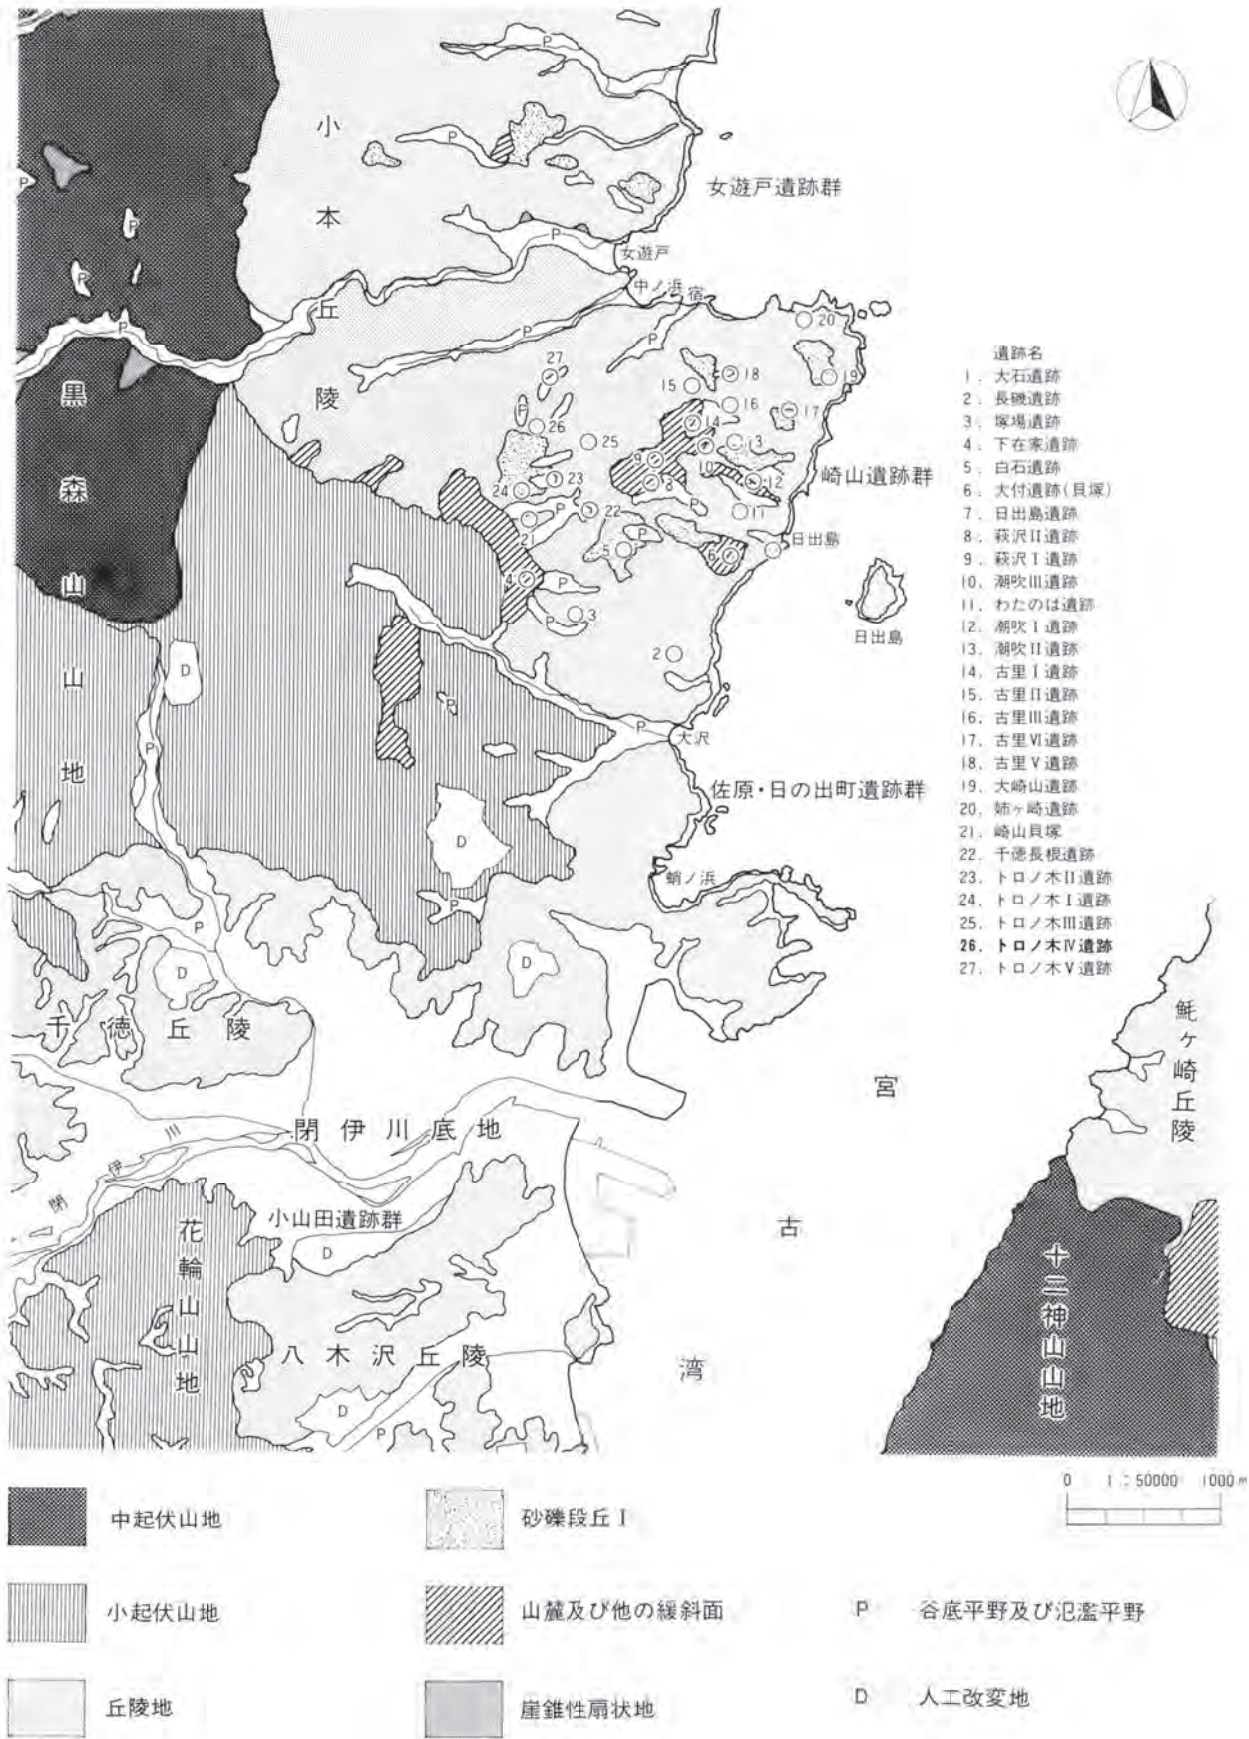 小本丘陵
女遊戸遺跡群
女遊戸
中ノ浜
宿
黒森山山地
崎山遺跡群
日出島
日出島
大沢
佐原・日の出町遺跡群
蛸ノ浜
千徳丘陵
閉伊川底地
閉伊川
小山田遺跡群
花輪山山地
八木沢丘陵
宮古湾
魹ヶ崎丘陵
十二神山山地
遺跡名
1. 大石遺跡
2. 長磯遺跡
3. 塚場遺跡
4. 下在家遺跡
5. 白石遺跡
6. 大付遺跡(貝塚)
7. 日出島遺跡
8. 萩沢II遺跡
9. 萩沢I遺跡
10. 潮吹III遺跡
11. わたのは遺跡
12. 潮吹I遺跡
13. 潮吹II遺跡
14. 古里I遺跡
15. 古里II遺跡
16. 古里III遺跡
17. 古里VI遺跡
18. 古里V遺跡
19. 大崎山遺跡
20. 姉ヶ崎遺跡
21. 崎山貝塚
22. 千徳長根遺跡
23. トロノ木II遺跡
24. トロノ木I遺跡
25. トロノ木III遺跡
26. トロノ木IV遺跡
27. トロノ木V遺跡
0 1:50000 1000m
中起伏山地
小起伏山地
丘陵地
砂礫段丘I
山麓及び他の緩斜面
崖錐性扇状地
P 谷底平野及び氾濫平野
D 人工改変地